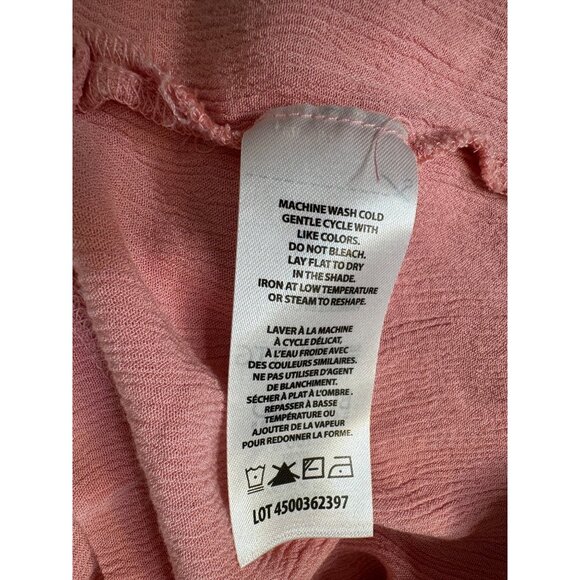 MACHINE WASH COLD
GENTLE CYCLE WITH
LIKE COLORS.
DO NOT BLEACH.
LAY FLAT TO DRY
IN THE SHADE.
IRON AT LOW TEMPERATURE
OR STEAM TO RESHAPE.
LAVER À LA MACHINE
À CYCLE DÉLICAT,
À L'EAU FROIDE AVEC
DES COULEURS SIMILAIRES.
NE PAS UTILISER D'AGENT
DE BLANCHIMENT.
SÉCHER À PLAT À L'OMBRE.
REPASSER À BASSE
TEMPÉRATURE OU
AJOUTER DE LA VAPEUR
POUR REDONNER LA FORME.
LOT 4500362397